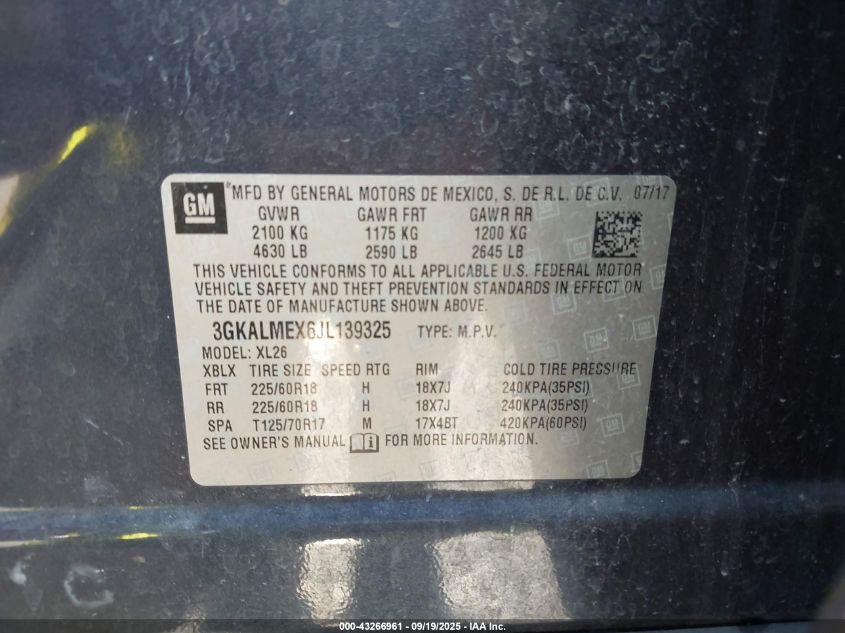 GM
*MFD BY GENERAL MOTORS DE MEXICO, S. DE R.L. DE C.V. 07/17
GVWR GAWR FRT GAWR RR
2100 KG 1175 KG 1200 KG
4630 LB 2590 LB 2645 LB
THIS VEHICLE CONFORMS TO ALL APPLICABLE U.S. FEDERAL MOTOR
VEHICLE SAFETY AND THEFT PREVENTION STANDARDS IN EFFECT ON
THE DATE OF MANUFACTURE SHOWN ABOVE.
3GKALMEX6JL139325 TYPE: M.P.V.
MODEL: XL26
XBLX TIRE SIZE SPEED RTG RIM COLD TIRE PRESSURE
FRT 225/60R18 H 18X7J 240KPA(35PSI)
RR 225/60R18 H 18X7J 240KPA(35PSI)
SPA T125/70R17 M 17X4BT 420KPA(60PSI)
SEE OWNER'S MANUAL i FOR MORE INFORMATION.
000-43266961 - 09/19/2025 - IAA Inc.